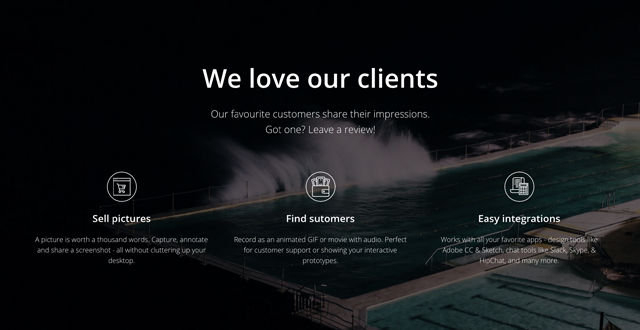 We love our clients
Our favourite customers share their impressions.
Got one? Leave a review!
Sell pictures
A picture is worth a thousand words. Capture, annotate
and share a screenshot - all without cluttering up your
desktop.
Find sutomers
Record as an animated GIF or movie with audio. Perfect
for customer support or showing your interactive
prototypes.
Easy integrations
Works with all your favorite apps - design tools like
Adobe CC & Sketch, chat tools like Slack, Skype, &
HipChat, and many more.